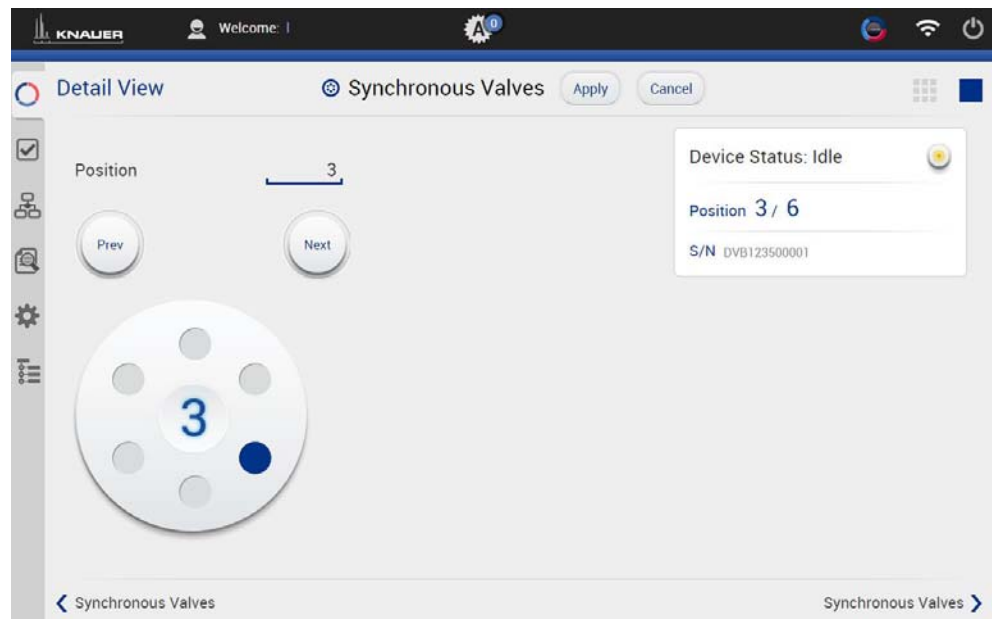 KNAUER
Welcome: I
A 0
Detail View
Synchronous Valves
Apply
Cancel
Position 3
Prev
Next
3
Device Status: Idle
Position 3 / 6
S/N DVB123500001
Synchronous Valves
Synchronous Valves